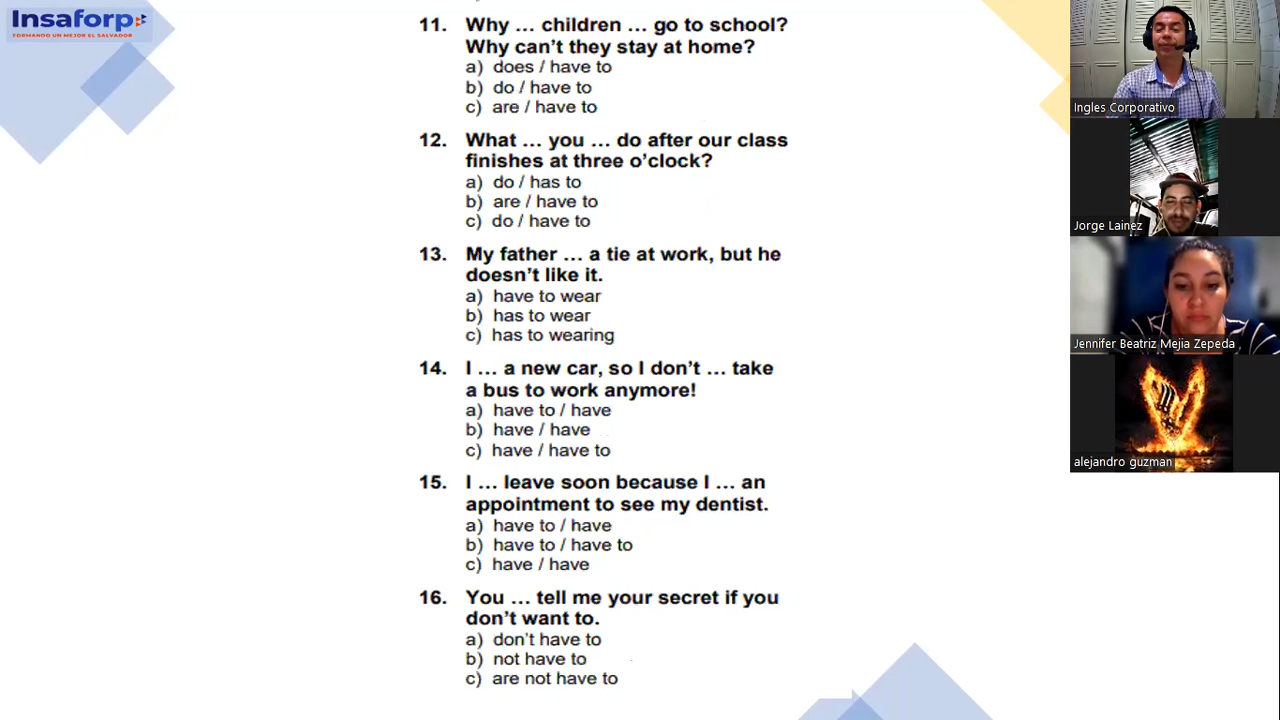 Insaforp
FORMANDO UN MEJOR EL SALVADOR
11. Why ... children ... go to school?
Why can't they stay at home?
a) does / have to
b) do / have to
c) are / have to
12. What ... you ... do after our class
finishes at three o'clock?
a) do / has to
b) are / have to
c) do / have to
13. My father ... a tie at work, but he
doesn't like it.
a) have to wear
b) has to wear
c) has to wearing
14. I ... a new car, so I don't ... take
a bus to work anymore!
a) have to / have
b) have / have
c) have / have to
15. I ... leave soon because I ... an
appointment to see my dentist.
a) have to / have
b) have to / have to
c) have / have
16. You ... tell me your secret if you
don't want to.
a) don't have to
b) not have to
c) are not have to
Ingles Corporativo
Jorge Lainez
Jennifer Beatriz Mejia Zepeda
alejandro guzman